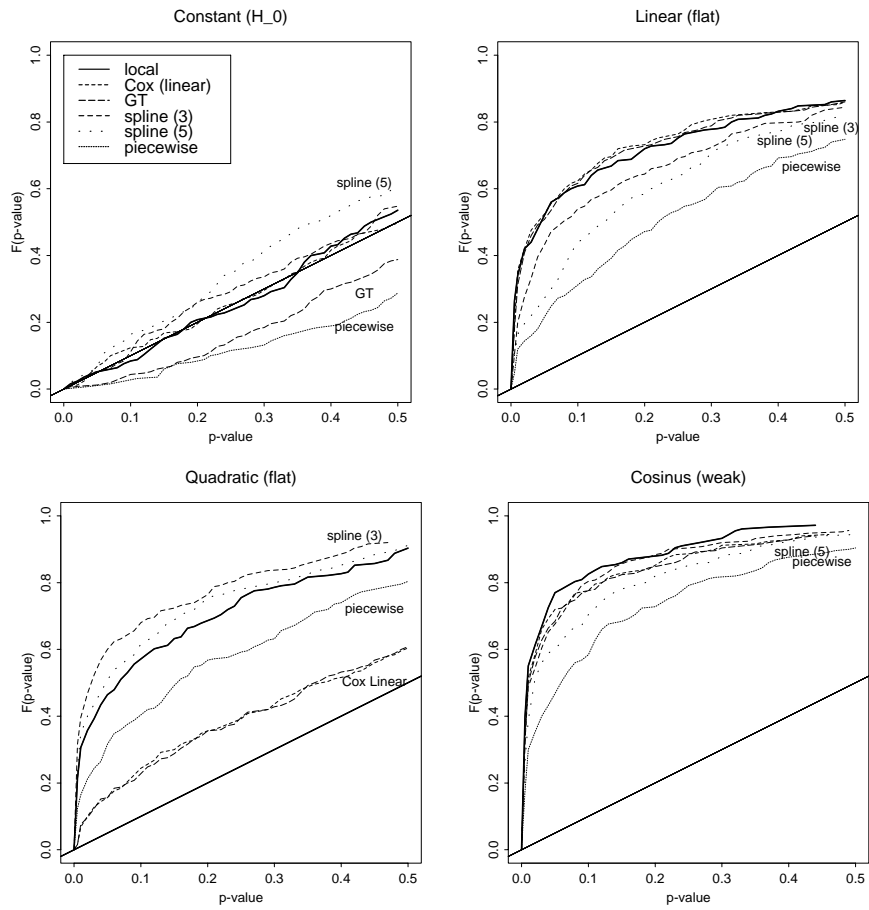 Constant (H_0)
F(p-value)
0.0 0.2 0.4 0.6 0.8 1.0
local
Cox (linear)
GT
spline (3)
spline (5)
piecewise
spline (5)
GT
piecewise
0.0 0.1 0.2 0.3 0.4 0.5
p-value
Linear (flat)
F(p-value)
0.0 0.2 0.4 0.6 0.8 1.0
spline (3)
spline (5)
piecewise
0.0 0.1 0.2 0.3 0.4 0.5
p-value
Quadratic (flat)
F(p-value)
0.0 0.2 0.4 0.6 0.8 1.0
spline (3)
piecewise
Cox Linear
0.0 0.1 0.2 0.3 0.4 0.5
p-value
Cosinus (weak)
F(p-value)
0.0 0.2 0.4 0.6 0.8 1.0
spline (5)
piecewise
0.0 0.1 0.2 0.3 0.4 0.5
p-value